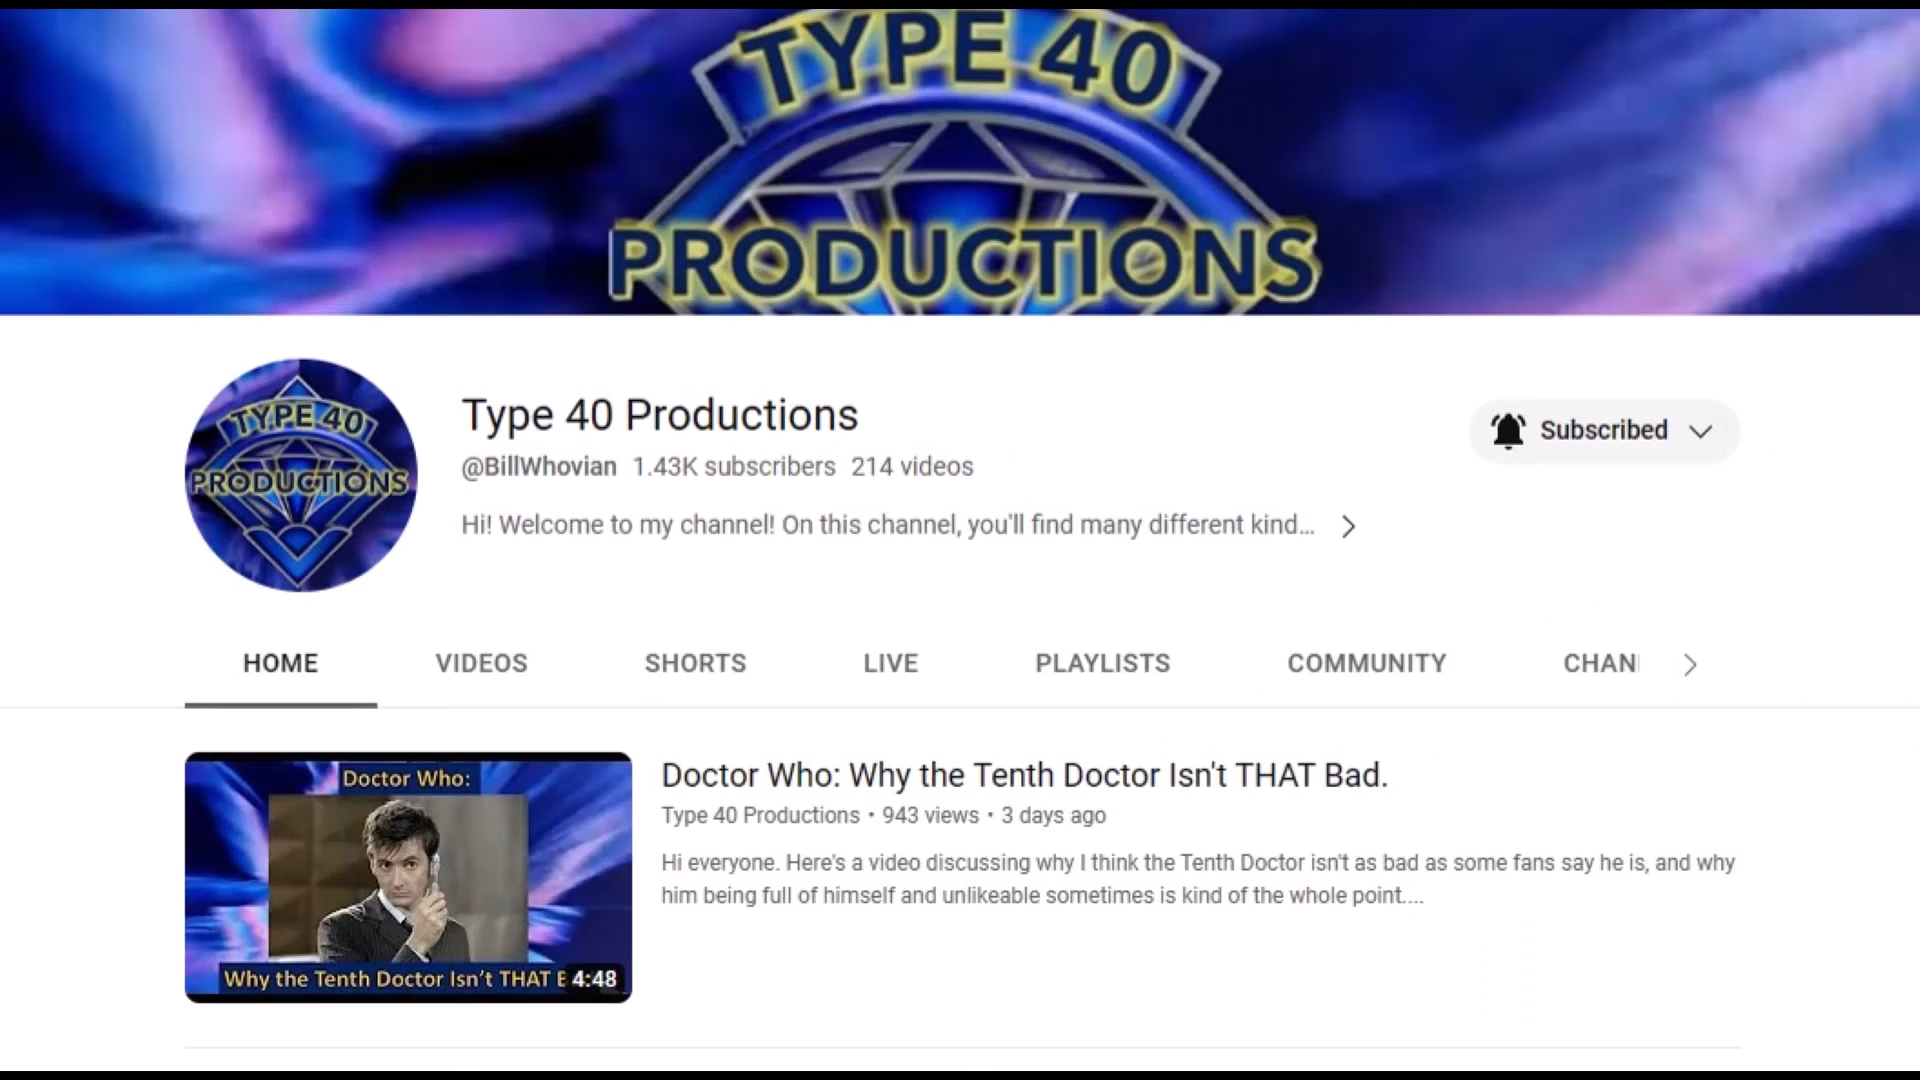 TYPE 40
PRODUCTIONS
TYPE 40
PRODUCTIONS
Type 40 Productions
@BillWhovian 1.43K subscribers 214 videos
Hi! Welcome to my channel! On this channel, you'll find many different kind...
Subscribed
HOME VIDEOS SHORTS LIVE PLAYLISTS COMMUNITY CHAN
Doctor Who:
Why the Tenth Doctor Isn't THAT B
4:48
Doctor Who: Why the Tenth Doctor Isn't THAT Bad.
Type 40 Productions • 943 views • 3 days ago
Hi everyone. Here's a video discussing why I think the Tenth Doctor isn't as bad as some fans say he is, and why
him being full of himself and unlikeable sometimes is kind of the whole point....